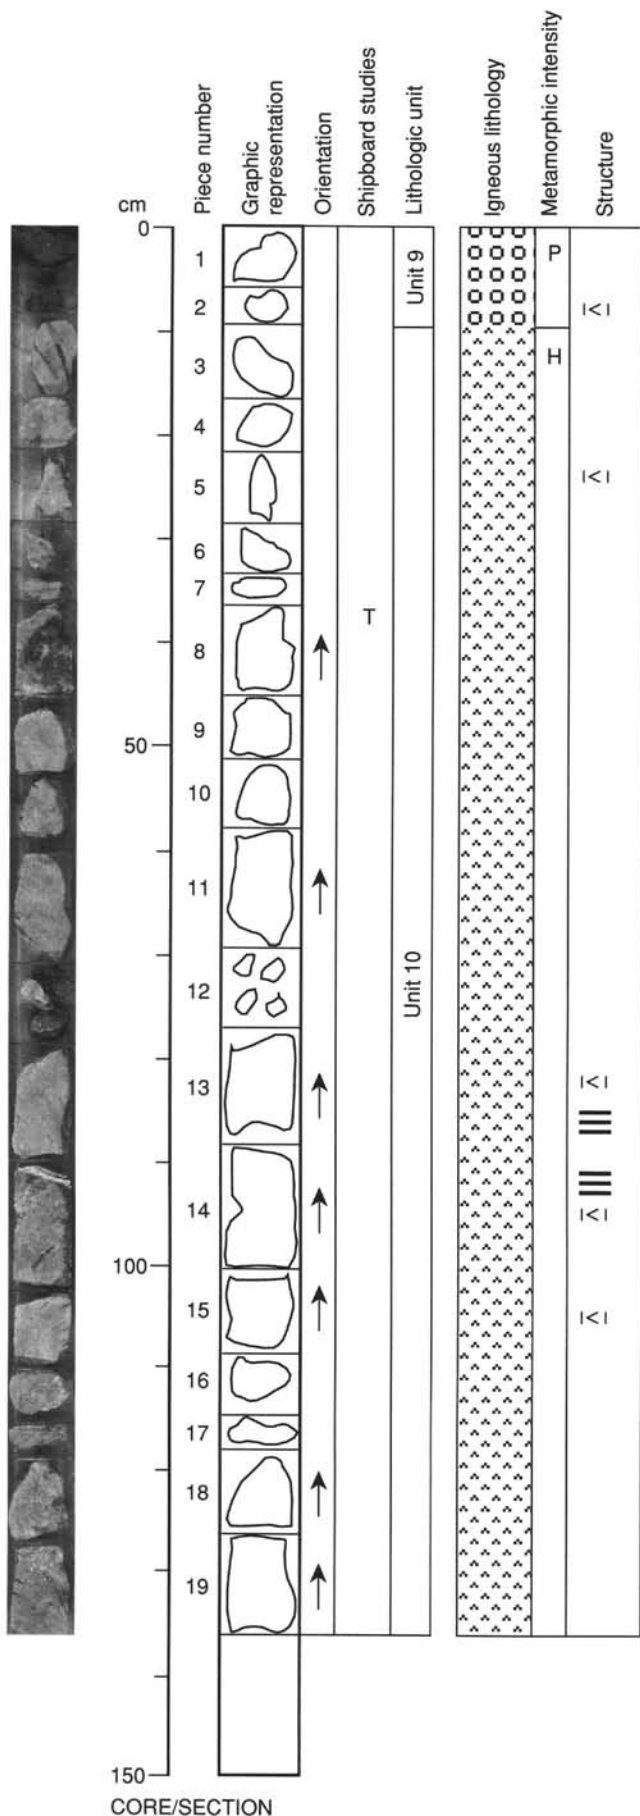 cm
Piece number
Graphic
representation
Orientation
Shipboard studies
Lithologic unit
Igneous lithology
Metamorphic intensity
Structure
0
50
100
150
1
2
3
4
5
6
7
8
9
10
11
12
13
14
15
16
17
18
19
T
Unit 9
Unit 10
P
H
CORE/SECTION